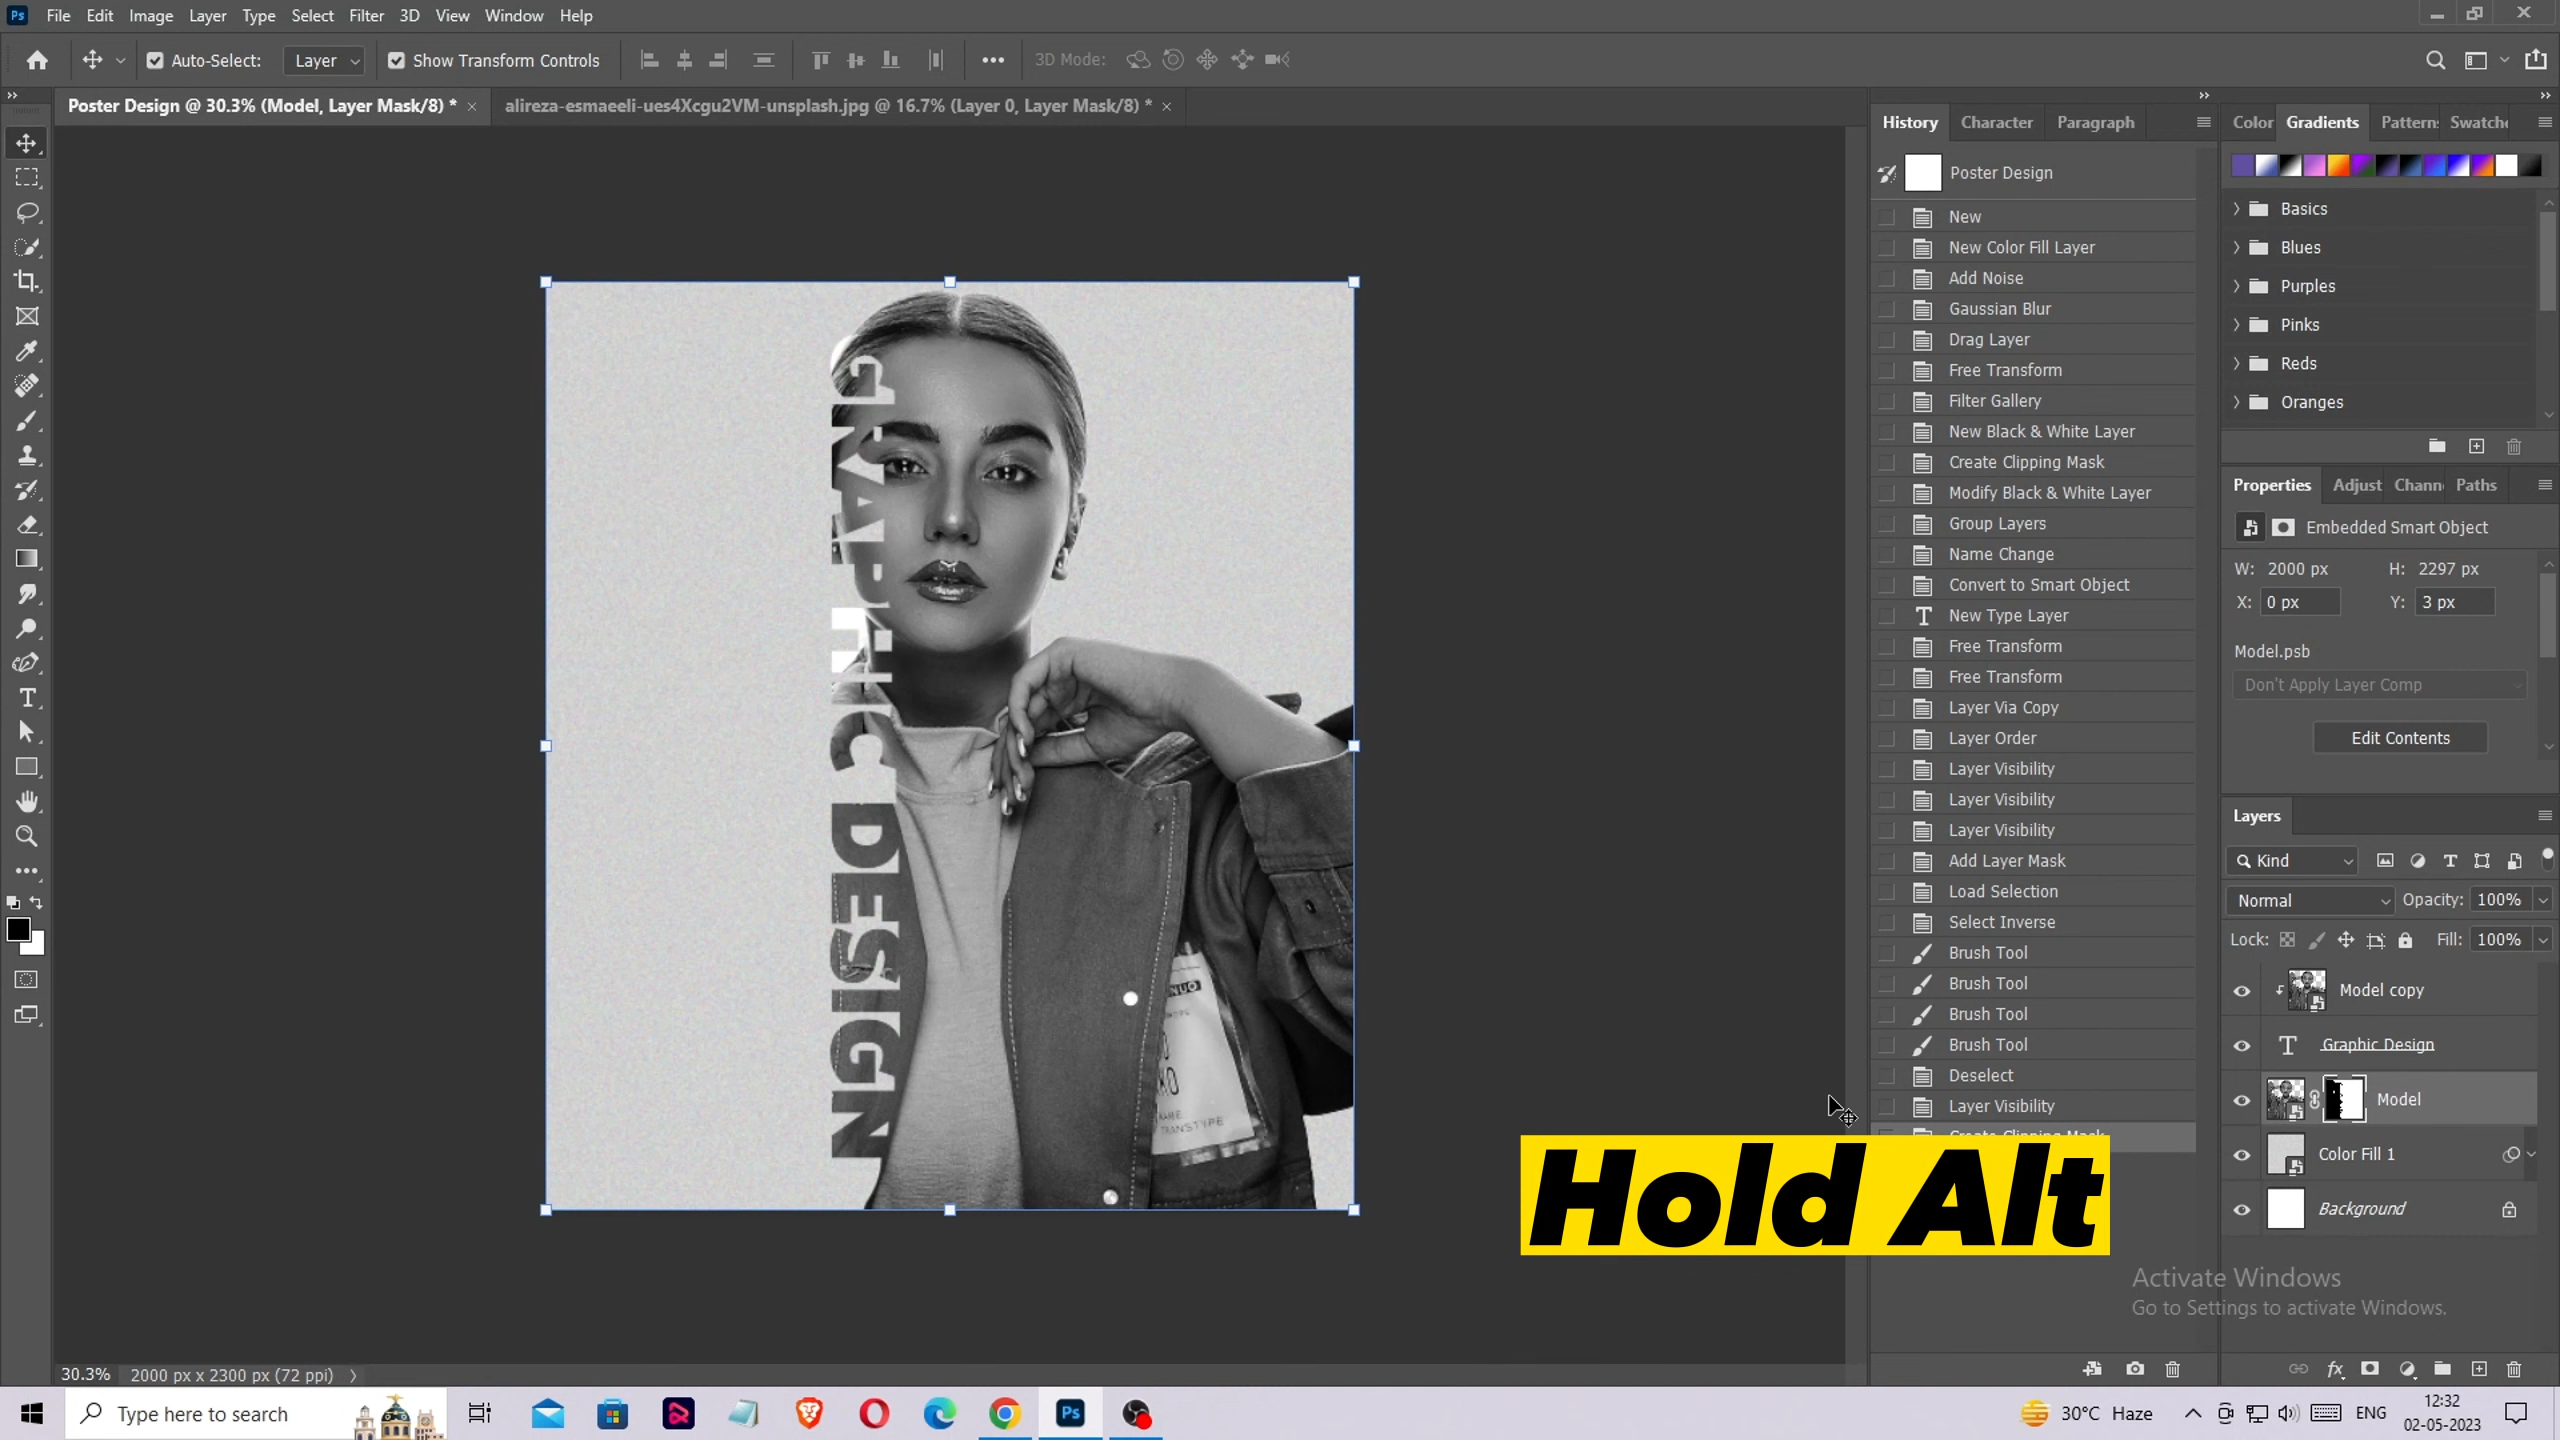 Ps File Edit Image Layer Type Select Filter 3D View Window Help
Auto-Select: Layer Show Transform Controls 3D Mode:
Poster Design @ 30.3% (Model, Layer Mask/8) * × alireza-esmaeeli-ues4Xcgu2VM-unsplash.jpg @ 16.7% (Layer 0, Layer Mask/8) * ×
GRAPHIC DESIGN
History Character Paragraph
Poster Design
New
New Color Fill Layer
Add Noise
Gaussian Blur
Drag Layer
Free Transform
Filter Gallery
New Black & White Layer
Create Clipping Mask
Modify Black & White Layer
Group Layers
Name Change
Convert to Smart Object
New Type Layer
Free Transform
Free Transform
Layer Via Copy
Layer Order
Layer Visibility
Layer Visibility
Layer Visibility
Add Layer Mask
Load Selection
Select Inverse
Brush Tool
Brush Tool
Brush Tool
Brush Tool
Deselect
Layer Visibility
Hold Alt
Color Gradients
Basics
Blues
Purples
Pinks
Reds
Oranges
Properties Adjust Paths
Embedded Smart Object
W: 2000 px H: 2297 px
X: 0 px Y: 3 px
Model.psb
Don't Apply Layer Comp
Edit Contents
Layers
Kind
Normal Opacity: 100%
Lock: Fill: 100%
Model copy
Graphic Design
Model
Color Fill 1
Background
Activate Windows
Go to Settings to activate Windows.
30.3% 2000 px x 2300 px (72 ppi)
Type here to search
Ps
30°C Haze
ENG
12:32
02-05-2023